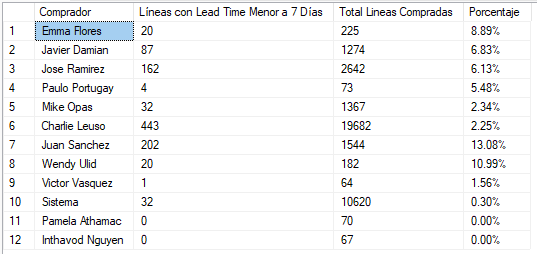 Comprador Líneas con Lead Time Menor a 7 Días Total Lineas Compradas Porcentaje
1 Emma Flores 20 225 8.89%
2 Javier Damian 87 1274 6.83%
3 Jose Ramirez 162 2642 6.13%
4 Paulo Portugay 4 73 5.48%
5 Mike Opas 32 1367 2.34%
6 Charlie Leuso 443 19682 2.25%
7 Juan Sanchez 202 1544 13.08%
8 Wendy Ulid 20 182 10.99%
9 Victor Vasquez 1 64 1.56%
10 Sistema 32 10620 0.30%
11 Pamela Athamac 0 70 0.00%
12 Inthavod Nguyen 0 67 0.00%